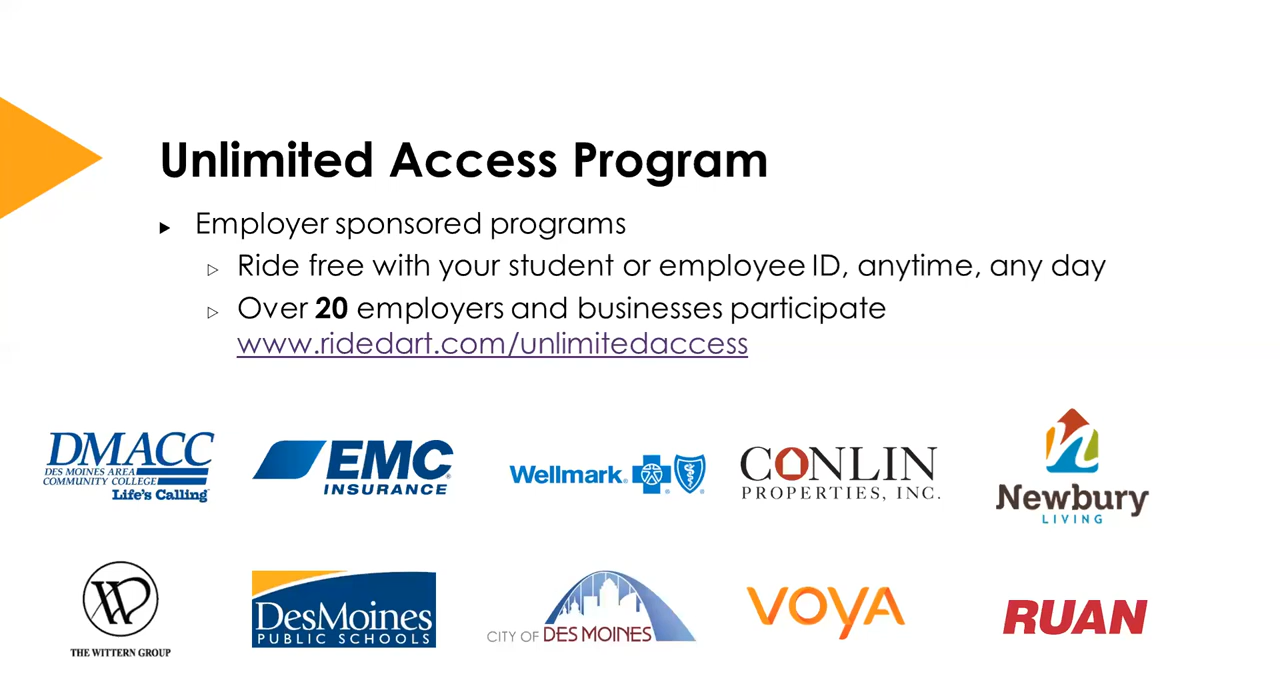 Unlimited Access Program
Employer sponsored programs
Ride free with your student or employee ID, anytime, any day
Over 20 employers and businesses participate
www.ridedart.com/unlimitedaccess
DMACC
DES MOINES AREA
COMMUNITY COLLEGE
Life's Calling
EMC
INSURANCE
Wellmark
CONLIN
PROPERTIES, INC.
Newbury
LIVING
W
THE WITTERN GROUP
DesMoines
PUBLIC SCHOOLS
CITY OF DES MOINES
VOYA
RUAN